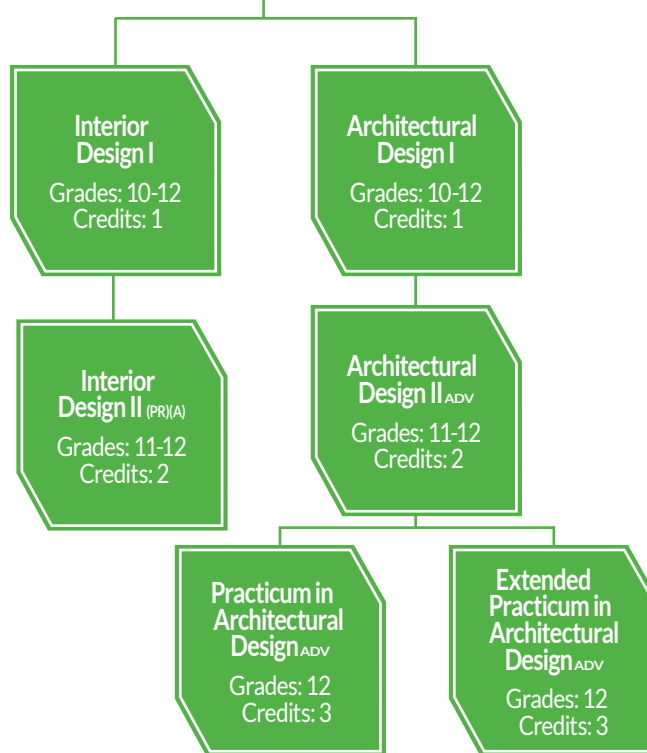 Interior
Design I
Grades: 10-12
Credits: 1
Architectural
Design I
Grades: 10-12
Credits: 1
Interior
Design II (PR)(A)
Grades: 11-12
Credits: 2
Architectural
Design II ADV
Grades: 11-12
Credits: 2
Practicum in
Architectural
Design ADV
Grades: 12
Credits: 3
Extended
Practicum in
Architectural
Design ADV
Grades: 12
Credits: 3